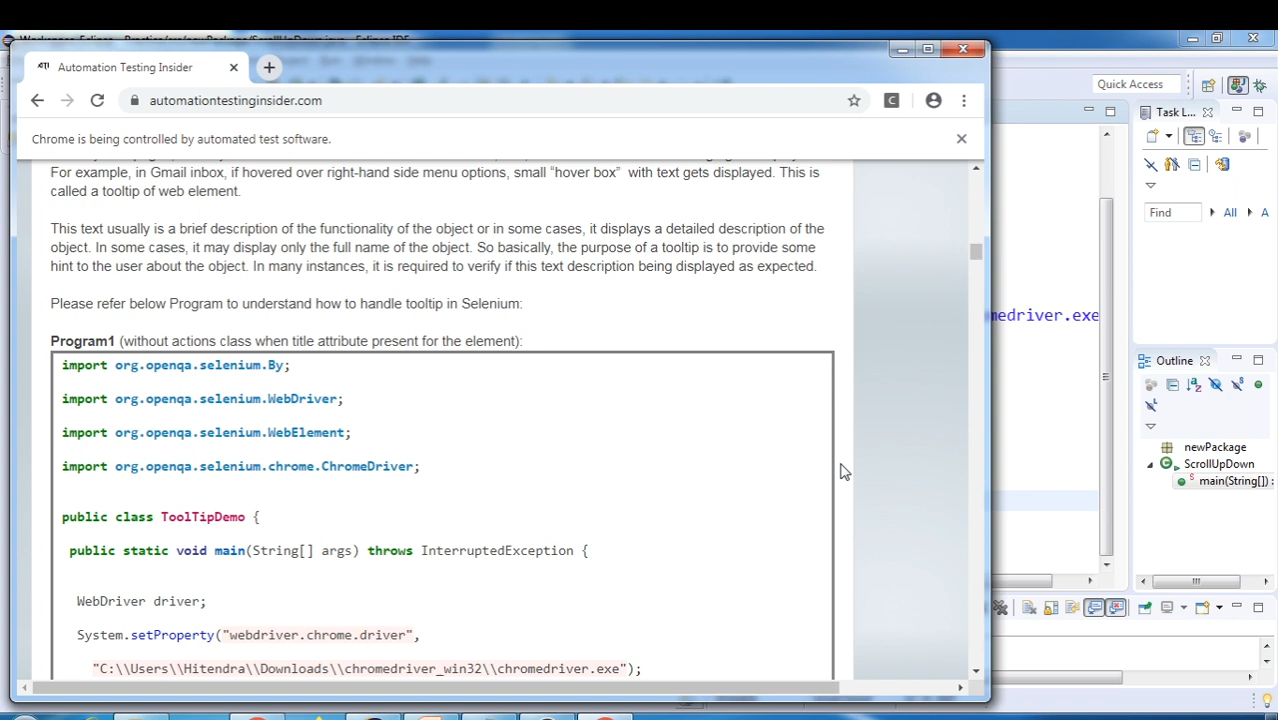 Automation Testing Insider
automationtestinginsider.com
Chrome is being controlled by automated test software.
For example, in Gmail inbox, if hovered over right-hand side menu options, small “hover box”  with text gets displayed. This is
called a tooltip of web element.
This text usually is a brief description of the functionality of the object or in some cases, it displays a detailed description of the
object. In some cases, it may display only the full name of the object. So basically, the purpose of a tooltip is to provide some
hint to the user about the object. In many instances, it is required to verify if this text description being displayed as expected.
Please refer below Program to understand how to handle tooltip in Selenium:
Program1 (without actions class when title attribute present for the element):
import org.openqa.selenium.By;
import org.openqa.selenium.WebDriver;
import org.openqa.selenium.WebElement;
import org.openqa.selenium.chrome.ChromeDriver;
public class ToolTipDemo {
public static void main(String[] args) throws InterruptedException {
WebDriver driver;
System.setProperty("webdriver.chrome.driver",
"C:\\Users\\Hitendra\\Downloads\\chromedriver_win32\\chromedriver.exe");
Quick Access
Task L...
Find
All
A
medriver.exe
Outline
newPackage
ScrollUpDown
main(String[]) :